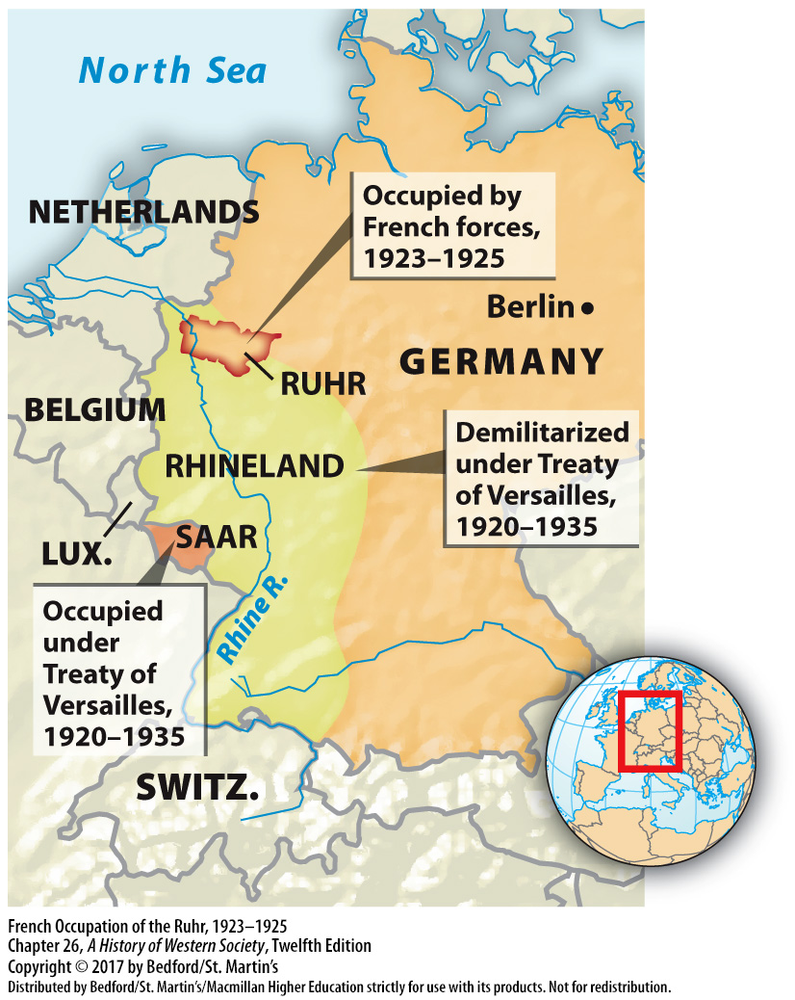 North Sea
NETHERLANDS
Occupied by
French forces,
1923–1925
Berlin
GERMANY
RUHR
BELGIUM
Demilitarized
under Treaty
of Versailles,
1920–1935
RHINELAND
SAAR
LUX.
Rhine R.
Occupied
under
Treaty of
Versailles,
1920–1935
SWITZ.
French Occupation of the Ruhr, 1923–1925
Chapter 26, A History of Western Society, Twelfth Edition
Copyright © 2017 by Bedford/St. Martin's
Distributed by Bedford/St. Martin's/Macmillan Higher Education strictly for use with its products. Not for redistribution.